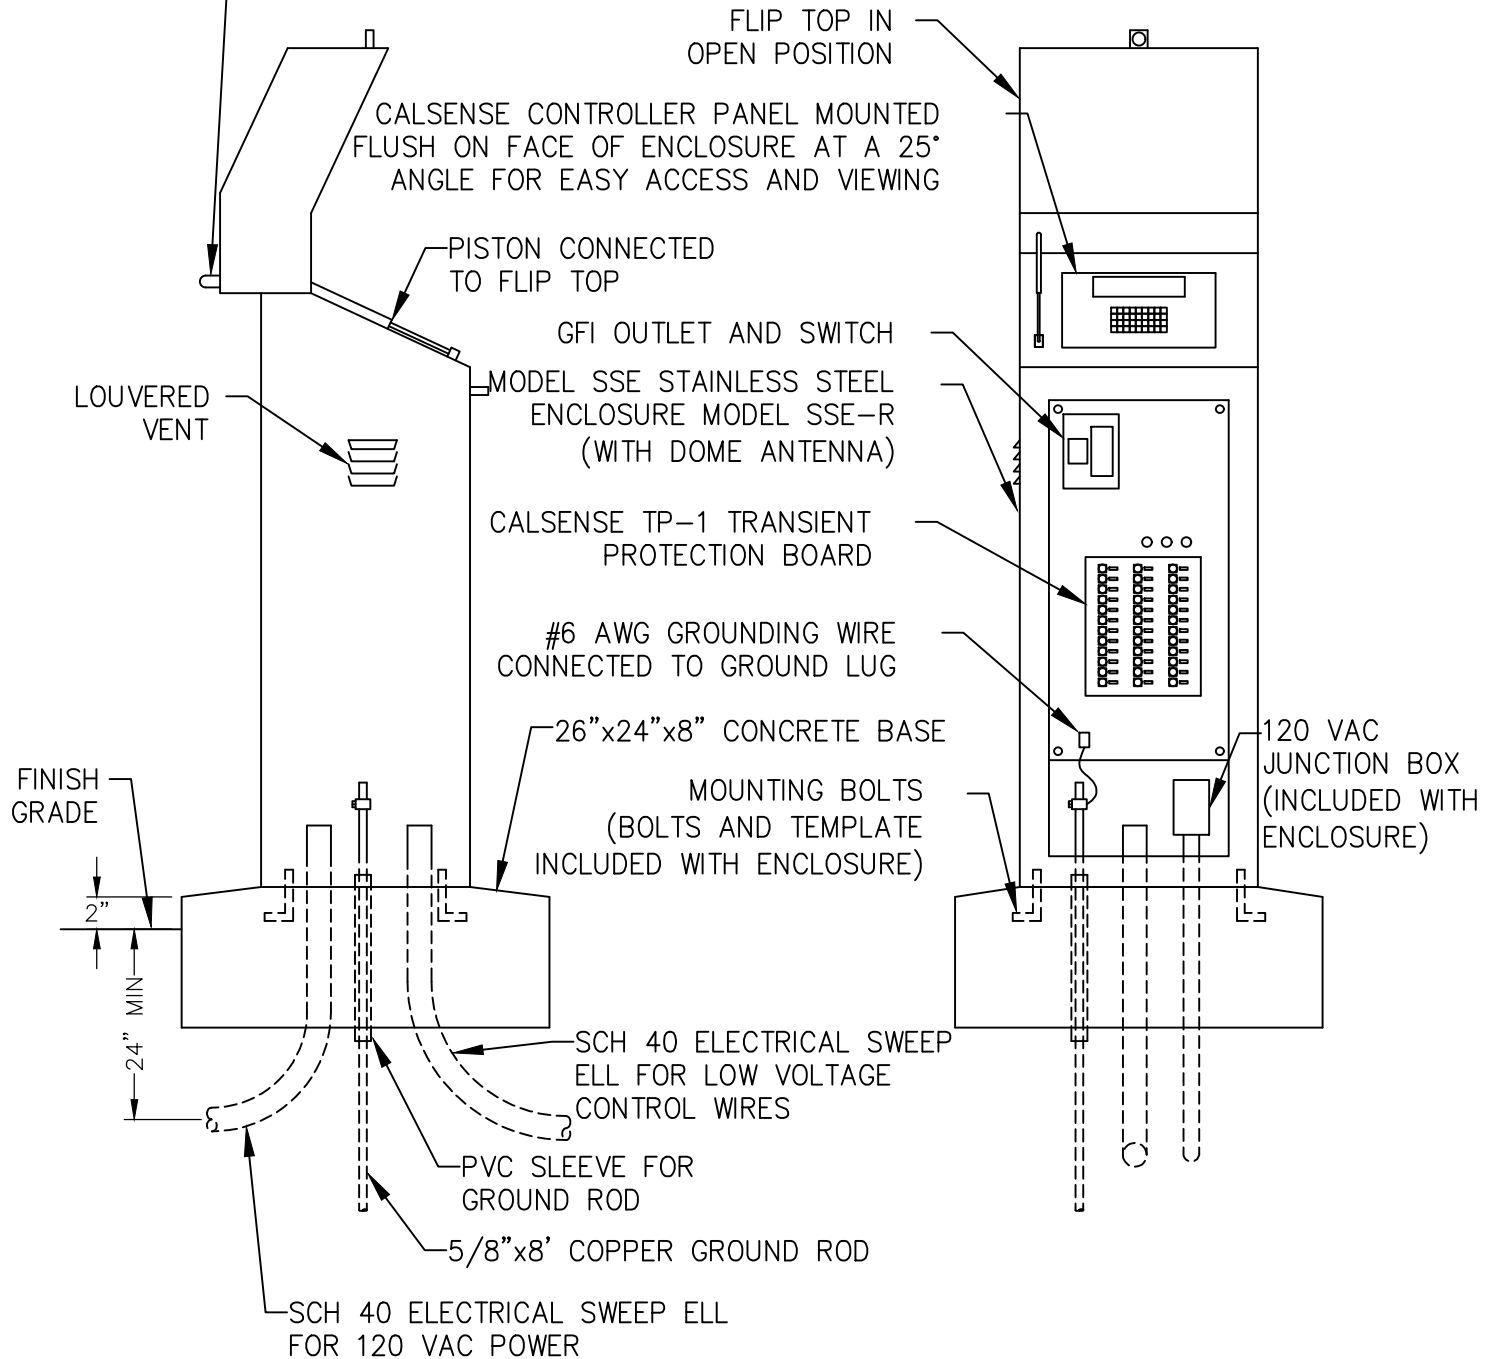 FLIP TOP IN
OPEN POSITION
CALSENSE CONTROLLER PANEL MOUNTED
FLUSH ON FACE OF ENCLOSURE AT A 25°
ANGLE FOR EASY ACCESS AND VIEWING
PISTON CONNECTED
TO FLIP TOP
GFI OUTLET AND SWITCH
LOUVERED
VENT
MODEL SSE STAINLESS STEEL
ENCLOSURE MODEL SSE-R
(WITH DOME ANTENNA)
CALSENSE TP-1 TRANSIENT
PROTECTION BOARD
#6 AWG GROUNDING WIRE
CONNECTED TO GROUND LUG
26"x24"x8" CONCRETE BASE
120 VAC
JUNCTION BOX
(INCLUDED WITH
ENCLOSURE)
FINISH
GRADE
MOUNTING BOLTS
(BOLTS AND TEMPLATE
INCLUDED WITH ENCLOSURE)
2"
24" MIN
SCH 40 ELECTRICAL SWEEP
ELL FOR LOW VOLTAGE
CONTROL WIRES
PVC SLEEVE FOR
GROUND ROD
5/8"x8' COPPER GROUND ROD
SCH 40 ELECTRICAL SWEEP ELL
FOR 120 VAC POWER